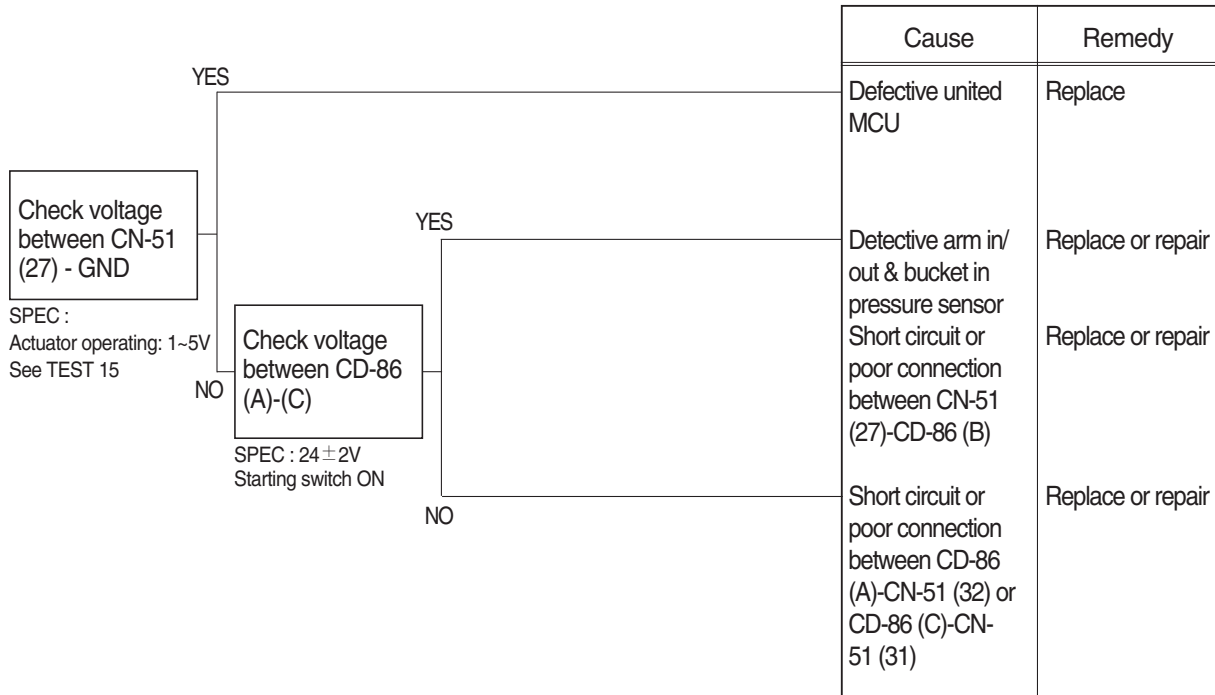 Cause
Remedy
YES
Defective united
MCU
Replace
Check voltage
between CN-51
(27) - GND
SPEC :
Actuator operating: 1~5V
See TEST 15
YES
Detective arm in/
out & bucket in
pressure sensor
Replace or repair
NO
Check voltage
between CD-86
(A)-(C)
SPEC : 24±2V
Starting switch ON
Short circuit or
poor connection
between CN-51
(27)-CD-86 (B)
Replace or repair
NO
Short circuit or
poor connection
between CD-86
(A)-CN-51 (32) or
CD-86 (C)-CN-
51 (31)
Replace or repair